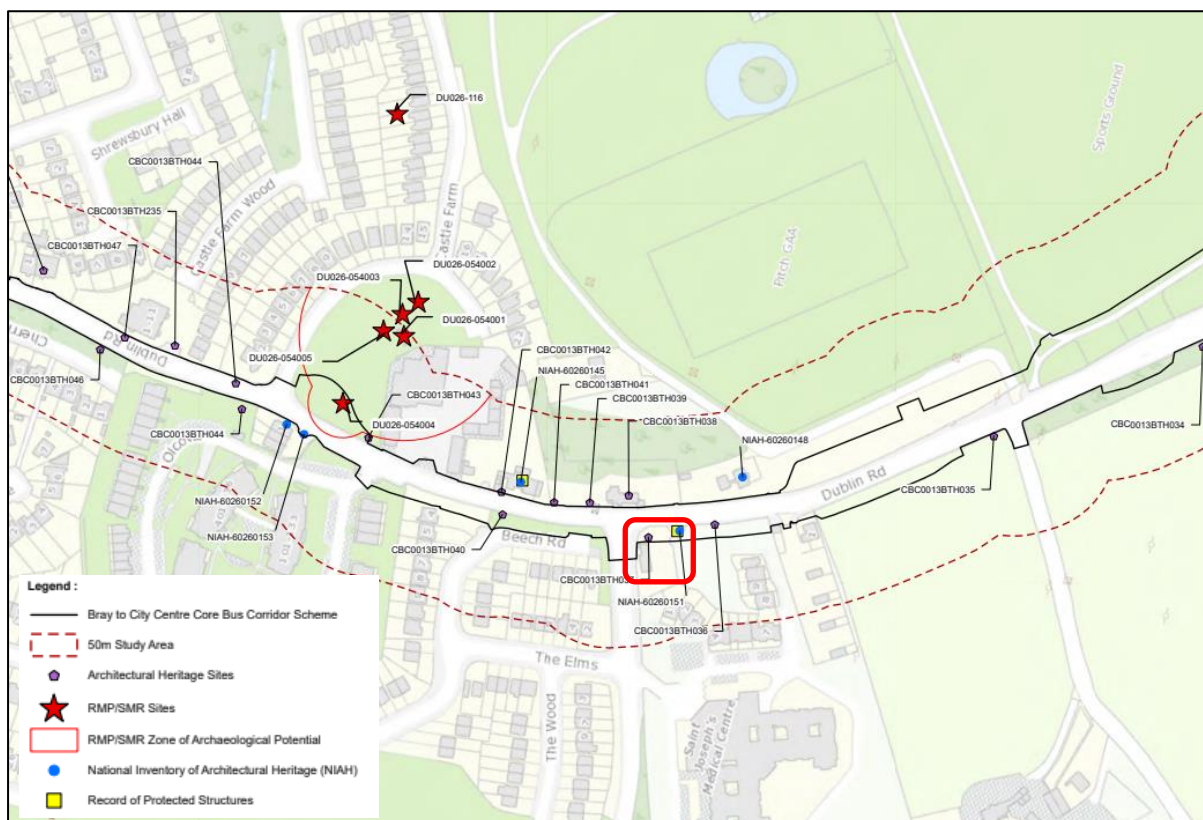 DU026-116
Shrewsbury Hall
CBC0013BTH044
CBC0013BTH235
CBC0013BTH047
Castle Farm Wood
Castle Farm
Sports Ground
Pitch GAA
DU026-054002
DU026-054003
DU026-054001
DU026-054005
Dublin Rd
CBC0013BTH046
CBC0013BTH042
NIAH-60260145
CBC0013BTH041
CBC0013BTH039
CBC0013BTH043
CBC0013BTH038
DU026-054004
CBC0013BTH044
NIAH-60260148
CBC0013BTH034
Dublin Rd
CBC0013BTH035
NIAH-60260152
NIAH-60260153
Beech Rd
CBC0013BTH040
NIAH-60260151
CBC0013BTH036
The Elms
The Wood
Saint
Joseph's
Medical Centre
Legend :
Bray to City Centre Core Bus Corridor Scheme
50m Study Area
Architectural Heritage Sites
RMP/SMR Sites
RMP/SMR Zone of Archaeological Potential
National Inventory of Architectural Heritage (NIAH)
Record of Protected Structures